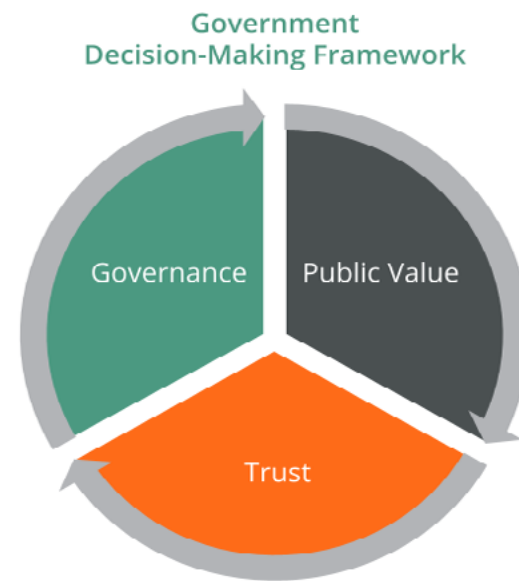 Government
Decision-Making Framework
Governance
Public Value
Trust